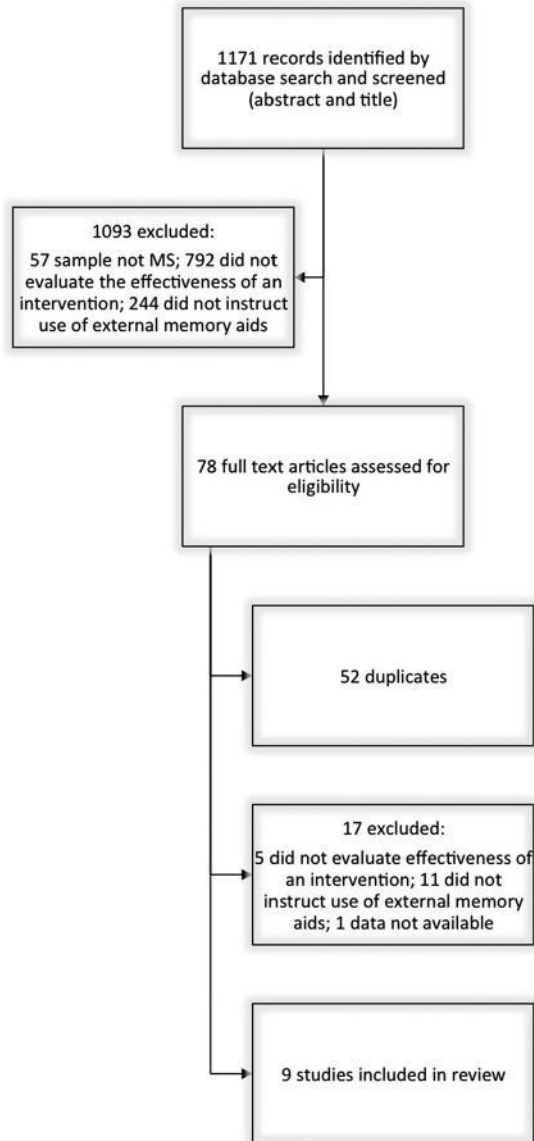 1171 records identified by
database search and screened
(abstract and title)
1093 excluded:
57 sample not MS; 792 did not
evaluate the effectiveness of an
intervention; 244 did not instruct
use of external memory aids
78 full text articles assessed for
eligibility
52 duplicates
17 excluded:
5 did not evaluate effectiveness of
an intervention; 11 did not
instruct use of external memory
aids; 1 data not available
9 studies included in review